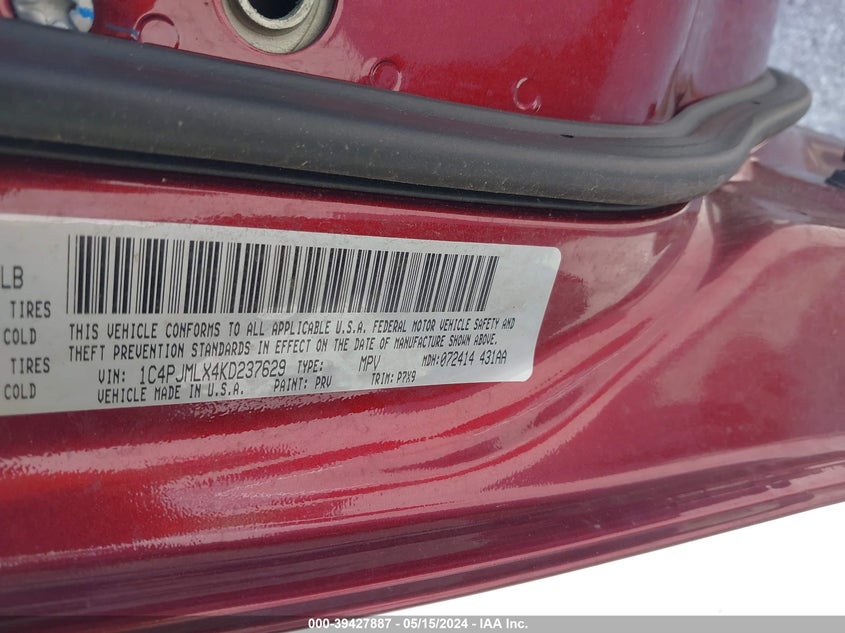 LB
TIRES
COLD
TIRES
COLD
THIS VEHICLE CONFORMS TO ALL APPLICABLE U.S.A. FEDERAL MOTOR VEHICLE SAFETY AND
THEFT PREVENTION STANDARDS IN EFFECT ON THE DATE OF MANUFACTURE SHOWN ABOVE.
VIN: 1C4PJMLX4KD237629 TYPE: MPV MDH: 072414 431AA
VEHICLE MADE IN U.S.A. PAINT: PRV TRIM: P7X9
000-39427887 - 05/15/2024 - IAA Inc.